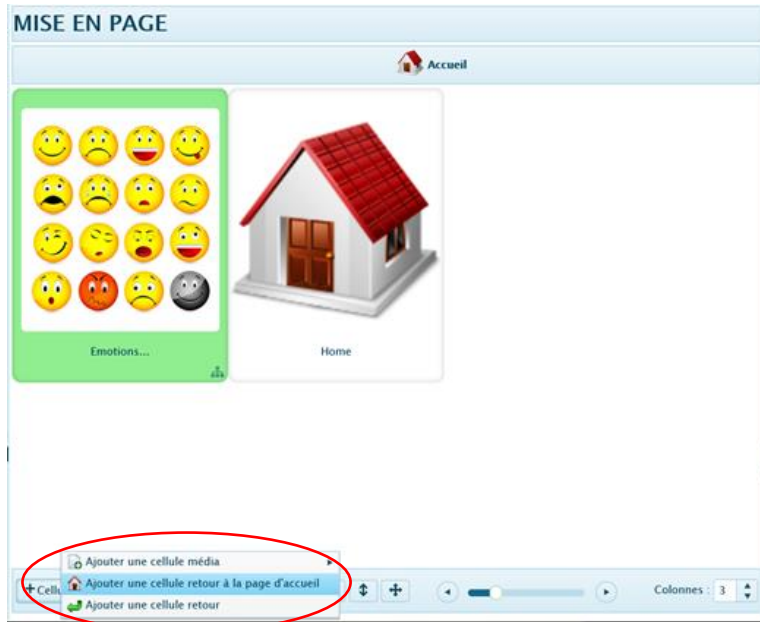 MISE EN PAGE
Accueil
Emotions...
Home
Ajouter une cellule média
Ajouter une cellule retour à la page d'accueil
Ajouter une cellule retour
Colonnes : 3